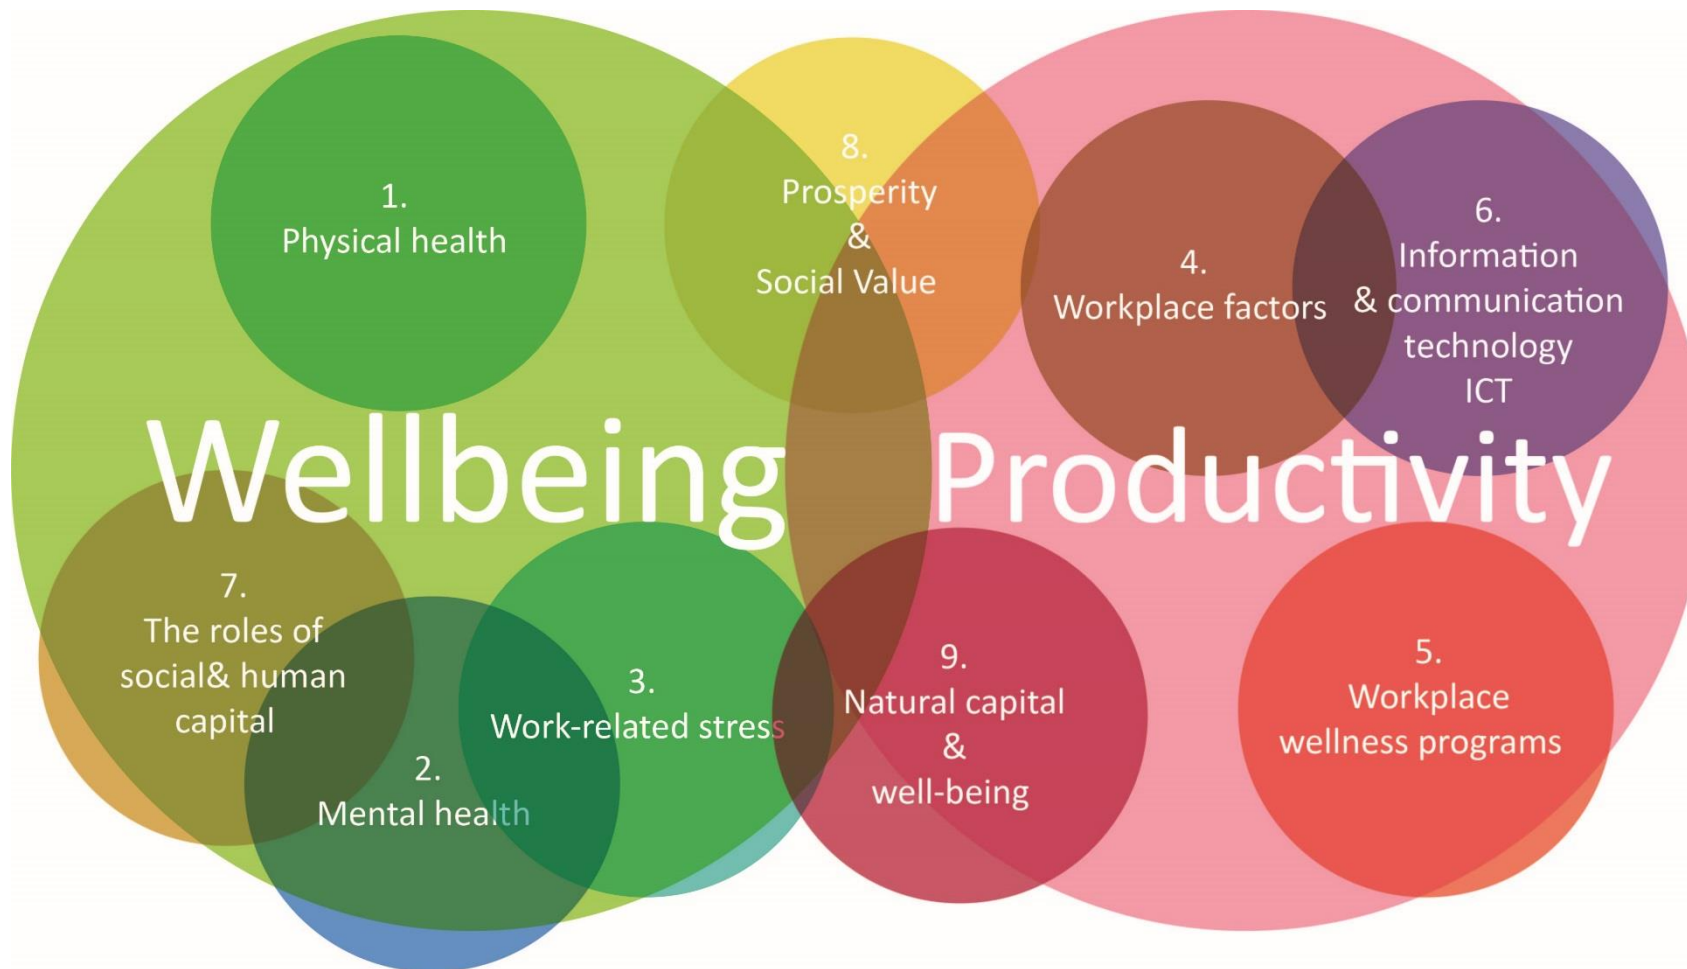 1.
Physical health
8.
Prosperity
&
Social Value
4.
Workplace factors
6.
Information
& communication
technology
ICT
Wellbeing
Productivity
7.
The roles of
social& human
capital
2.
Mental health
3.
Work-related stress
9.
Natural capital
&
well-being
5.
Workplace
wellness programs